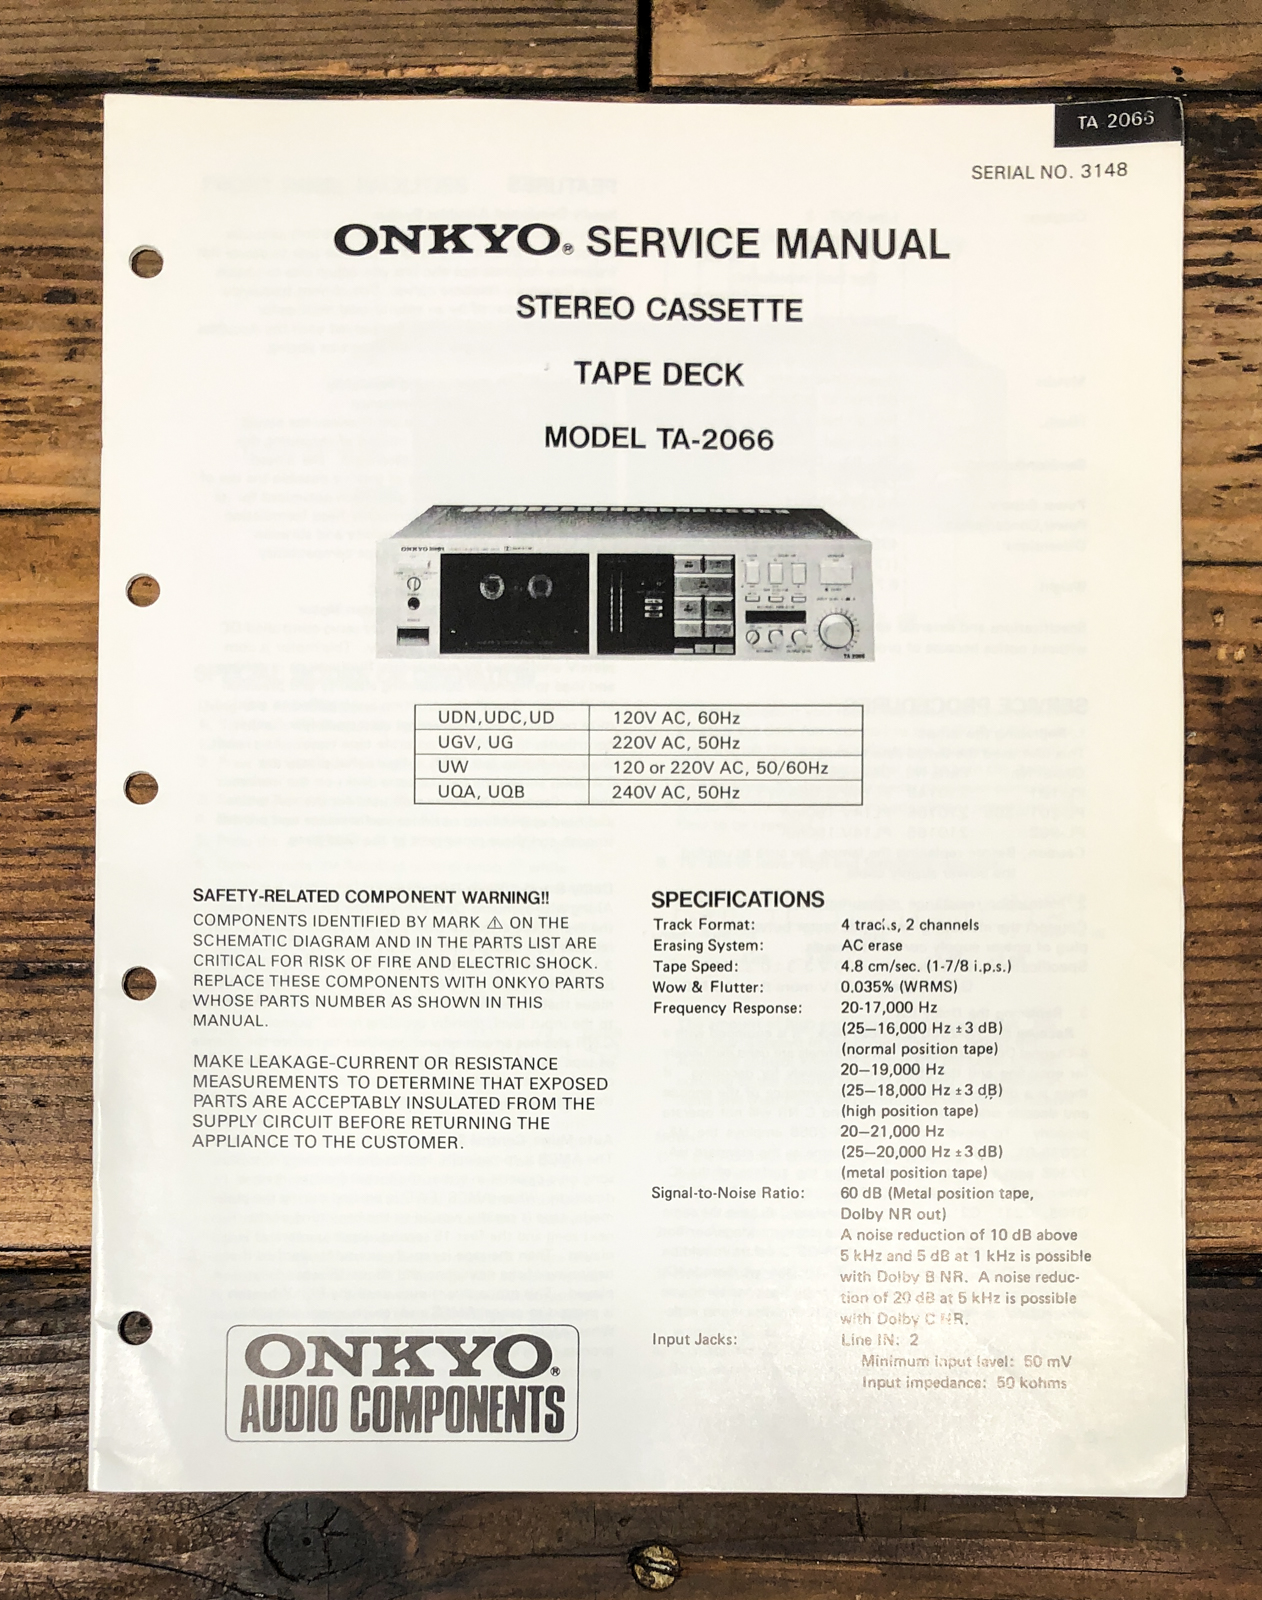 TA 2066
SERIAL NO. 3148
ONKYO® SERVICE MANUAL
STEREO CASSETTE
TAPE DECK
MODEL TA-2066
ONKYO
TA-2066
UDN,UDC,UD 120V AC, 60Hz
UGV, UG 220V AC, 50Hz
UW 120 or 220V AC, 50/60Hz
UQA, UQB 240V AC, 50Hz
SAFETY-RELATED COMPONENT WARNING!!
COMPONENTS IDENTIFIED BY MARK ⚠ ON THE
SCHEMATIC DIAGRAM AND IN THE PARTS LIST ARE
CRITICAL FOR RISK OF FIRE AND ELECTRIC SHOCK.
REPLACE THESE COMPONENTS WITH ONKYO PARTS
WHOSE PARTS NUMBER AS SHOWN IN THIS
MANUAL.
MAKE LEAKAGE-CURRENT OR RESISTANCE
MEASUREMENTS TO DETERMINE THAT EXPOSED
PARTS ARE ACCEPTABLY INSULATED FROM THE
SUPPLY CIRCUIT BEFORE RETURNING THE
APPLIANCE TO THE CUSTOMER.
ONKYO®
AUDIO COMPONENTS
SPECIFICATIONS
Track Format: 4 tracks, 2 channels
Erasing System: AC erase
Tape Speed: 4.8 cm/sec. (1-7/8 i.p.s.)
Wow & Flutter: 0.035% (WRMS)
Frequency Response: 20-17,000 Hz
(25–16,000 Hz ±3 dB)
(normal position tape)
20–19,000 Hz
(25–18,000 Hz ±3 dB)
(high position tape)
20–21,000 Hz
(25–20,000 Hz ±3 dB)
(metal position tape)
Signal-to-Noise Ratio: 60 dB (Metal position tape,
Dolby NR out)
A noise reduction of 10 dB above
5 kHz and 5 dB at 1 kHz is possible
with Dolby B NR. A noise reduc-
tion of 20 dB at 5 kHz is possible
with Dolby C NR.
Input Jacks: Line IN: 2
Minimum input level: 50 mV
Input impedance: 50 kohms